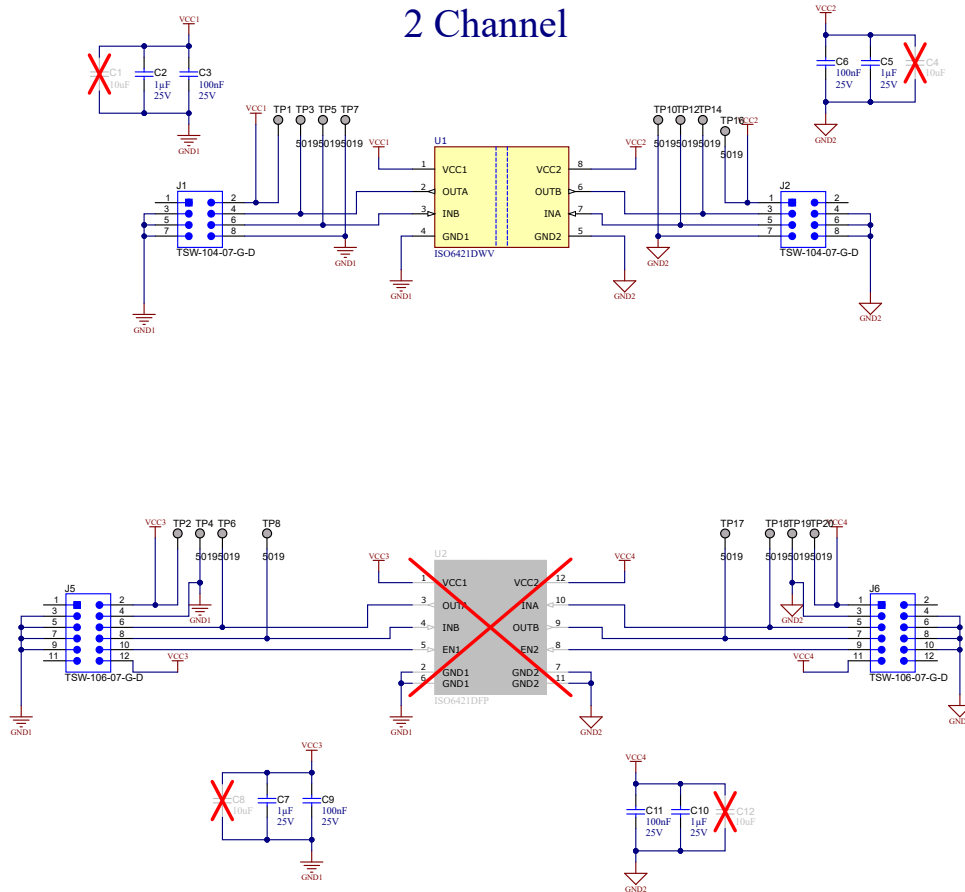 2 Channel
VCC1
C1
10uF
C2
1µF
25V
C3
100nF
25V
GND1
VCC2
C6
100nF
25V
C5
1µF
25V
C4
10uF
GND2
VCC1
TP1
TP3
TP5
TP7
5019
5019
5019
5019
J1
1
2
3
4
5
6
7
8
TSW-104-07-G-D
GND1
GND1
VCC1
U1
1
VCC1
2
OUTA
3
INB
4
GND1
VCC2
8
OUTB
6
INA
7
GND2
5
ISO6421DWV
GND1
VCC2
GND2
TP10
TP12
TP14
TP16
VCC2
5019
5019
5019
5019
GND2
J2
1
2
3
4
5
6
7
8
TSW-104-07-G-D
GND2
VCC3
TP2
TP4
TP6
TP8
5019
5019
5019
GND1
J5
1
2
3
4
5
6
7
8
9
10
11
12
VCC3
TSW-106-07-G-D
GND1
VCC3
U2
1
VCC1
3
OUTA
4
INB
5
EN1
2
GND1
6
GND1
VCC2
12
INA
10
OUTB
9
EN2
8
GND2
7
GND2
11
ISO6421DFP
GND1
VCC4
GND2
TP17
TP18
TP19
TP20
VCC4
5019
5019
5019
5019
GND2
J6
1
2
3
4
5
6
7
8
9
10
11
12
VCC4
TSW-106-07-G-D
GND
VCC3
C8
10uF
C7
1µF
25V
C9
100nF
25V
GND1
VCC4
C11
100nF
25V
C10
1µF
25V
C12
10uF
GND2